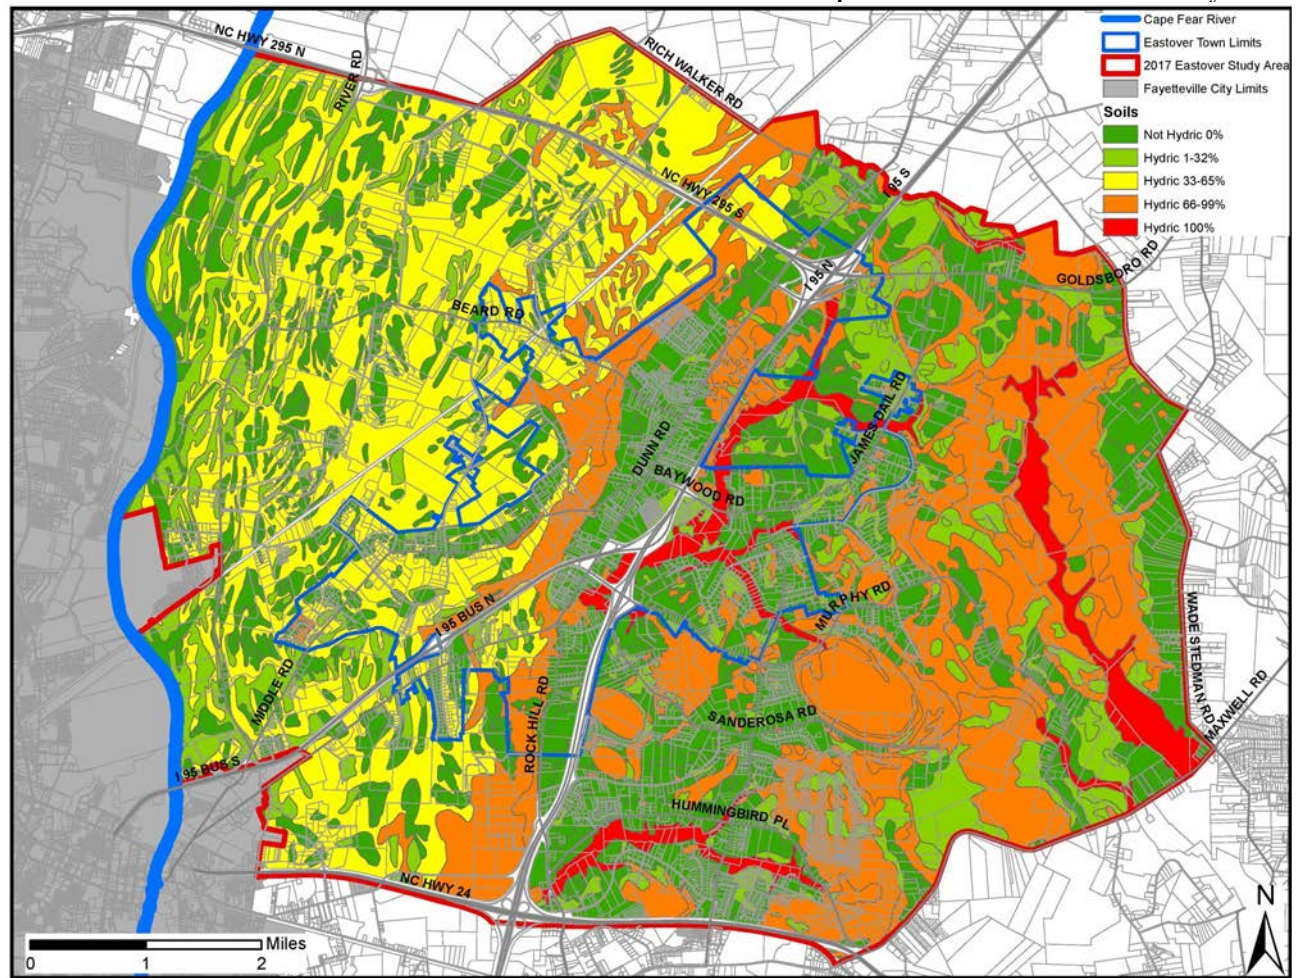 Cape Fear River
Eastover Town Limits
2017 Eastover Study Area
Fayetteville City Limits
Soils
Not Hydric 0%
Hydric 1-32%
Hydric 33-65%
Hydric 66-99%
Hydric 100%
NC HWY 295 N
RIVER RD
RICH WALKER RD
NC HWY 295 S
I 95 S
I 95 N
GOLDSBORO RD
BEARD RD
DUNN RD
JAMES DAIL RD
BAYWOOD RD
I 95 BUS N
MURPHY RD
WADE STEDMAN RD
MAXWELL RD
MIDDLE RD
ROCK HILL RD
SANDEROSA RD
I 95 BUS S
HUMMINGBIRD PL
NC HWY 24
N
Miles
0 1 2